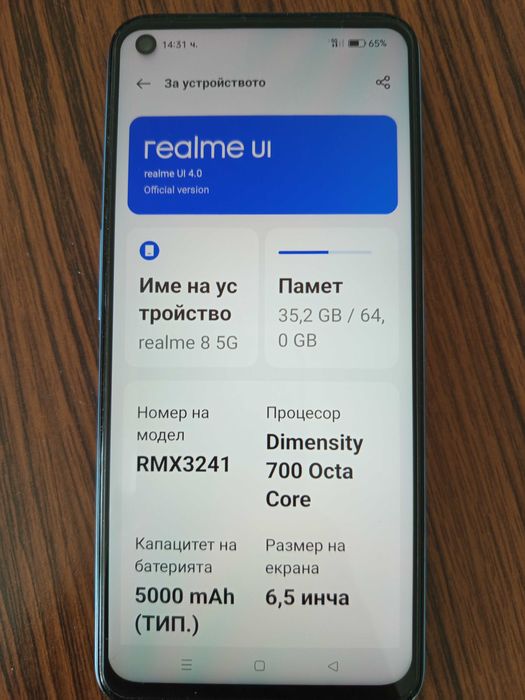 14:31 ч.
65%
За устройството
realme UI
realme UI 4.0
Official version
Име на ус
тройство
realme 8 5G
Памет
35,2 GB / 64,
0 GB
Номер на
модел
RMX3241
Процесор
Dimensity
700 Octa
Core
Капацитет на
батерията
5000 mAh
(ТИП.)
Размер на
екрана
6,5 инча